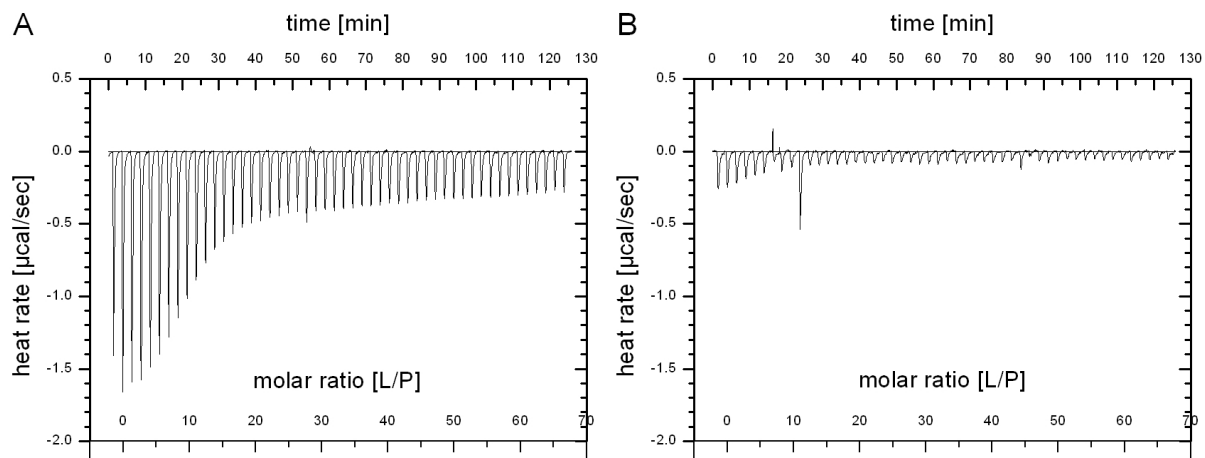 A
time [min]
0 10 20 30 40 50 60 70 80 90 100 110 120 130
0.5
0.0
-0.5
-1.0
-1.5
-2.0
heat rate [µcal/sec]
molar ratio [L/P]
0 10 20 30 40 50 60 70
B
time [min]
0 10 20 30 40 50 60 70 80 90 100 110 120 130
0.5
0.0
-0.5
-1.0
-1.5
-2.0
heat rate [µcal/sec]
molar ratio [L/P]
0 10 20 30 40 50 60 70